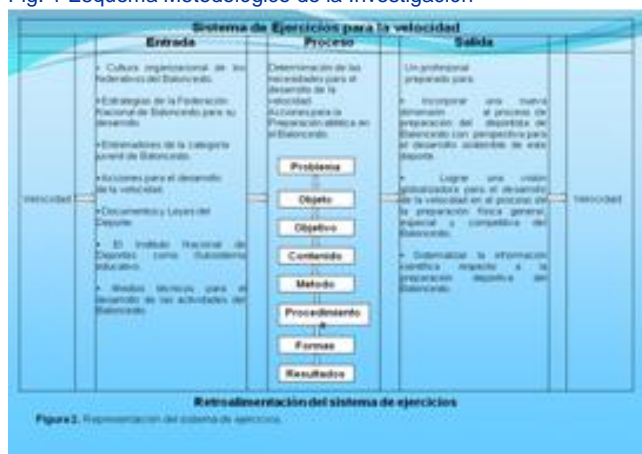 Fig. 1 Esquema Metodológico de la Investigación
Sistema de Ejercicios para la velocidad
Entrada
Proceso
Salida
Velocidad
• Cultura organizacional de los
federativos del Baloncesto.
•Estrategias de la Federación
Nacional de Baloncesto para su
desarrollo.
•Entrenadores de la categoría
juvenil de Baloncesto.
•Acciones para el desarrollo
de la velocidad.
•Documentos y Leyes del
Deporte.
• El Instituto Nacional de
Deportes como Subsistema
educativo.
• Medios técnicos para el
desarrollo de las actividades del
Baloncesto.
Determinación de las
necesidades para el
desarrollo de la
velocidad.
Acciones para la
Preparación atlética en
el Baloncesto.
Problema
Objeto
Objetivo
Contenido
Método
Procedimiento
Formas
Resultados
Un profesional
preparado para:
• Incorporar una nueva
dimensión al proceso de
preparación del deportista de
Baloncesto con perspectiva para
el desarrollo sostenible de este
deporte.
• Lograr una visión
globalizadora para el desarrollo
de la velocidad en el proceso de
la preparación física general,
especial y competitiva del
Baloncesto.
• Sistematizar la información
científica respecto a la
preparación deportiva del
Baloncesto.
Velocidad
Retroalimentación del sistema de ejercicios
Figura 2. Representación del sistema de ejercicios.